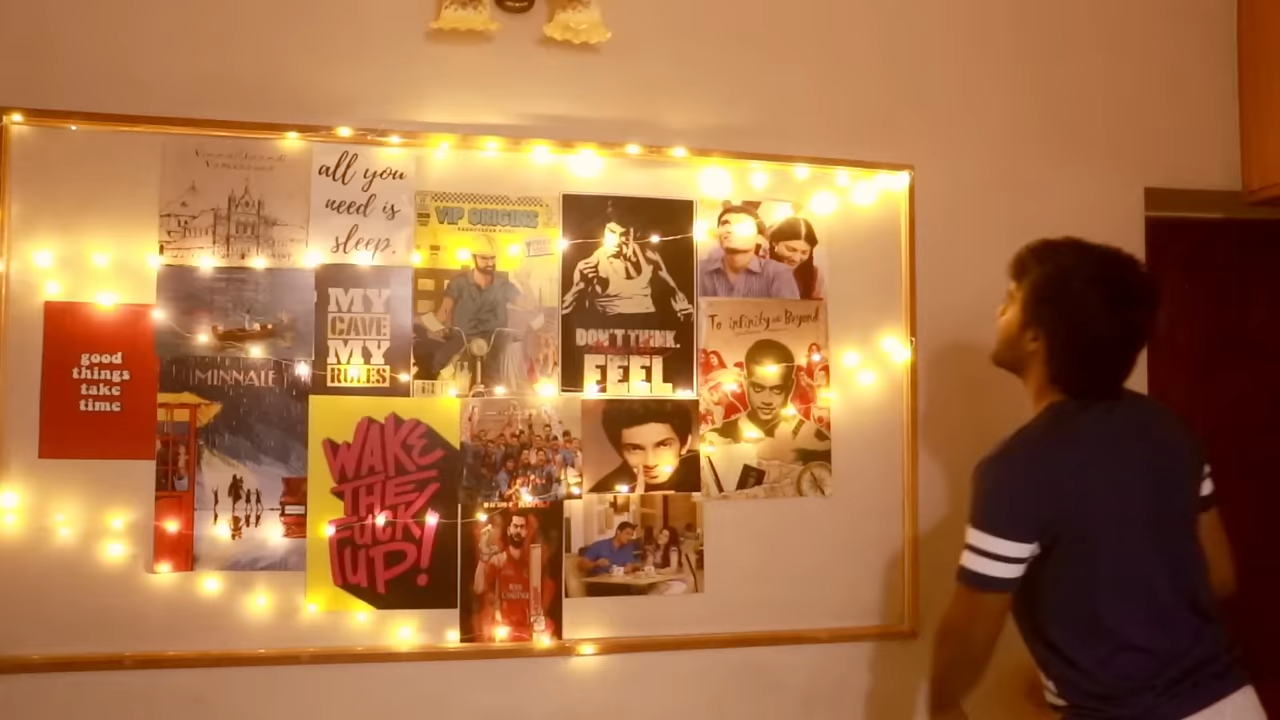 all you
need is
sleep.
VIP ORIGINS
MY
CAVE
MY
RULES
DON'T THINK.
FEEL
To infinity and Beyond
good
things
take
time
MINNALE
WAKE
THE
FUCK
UP!